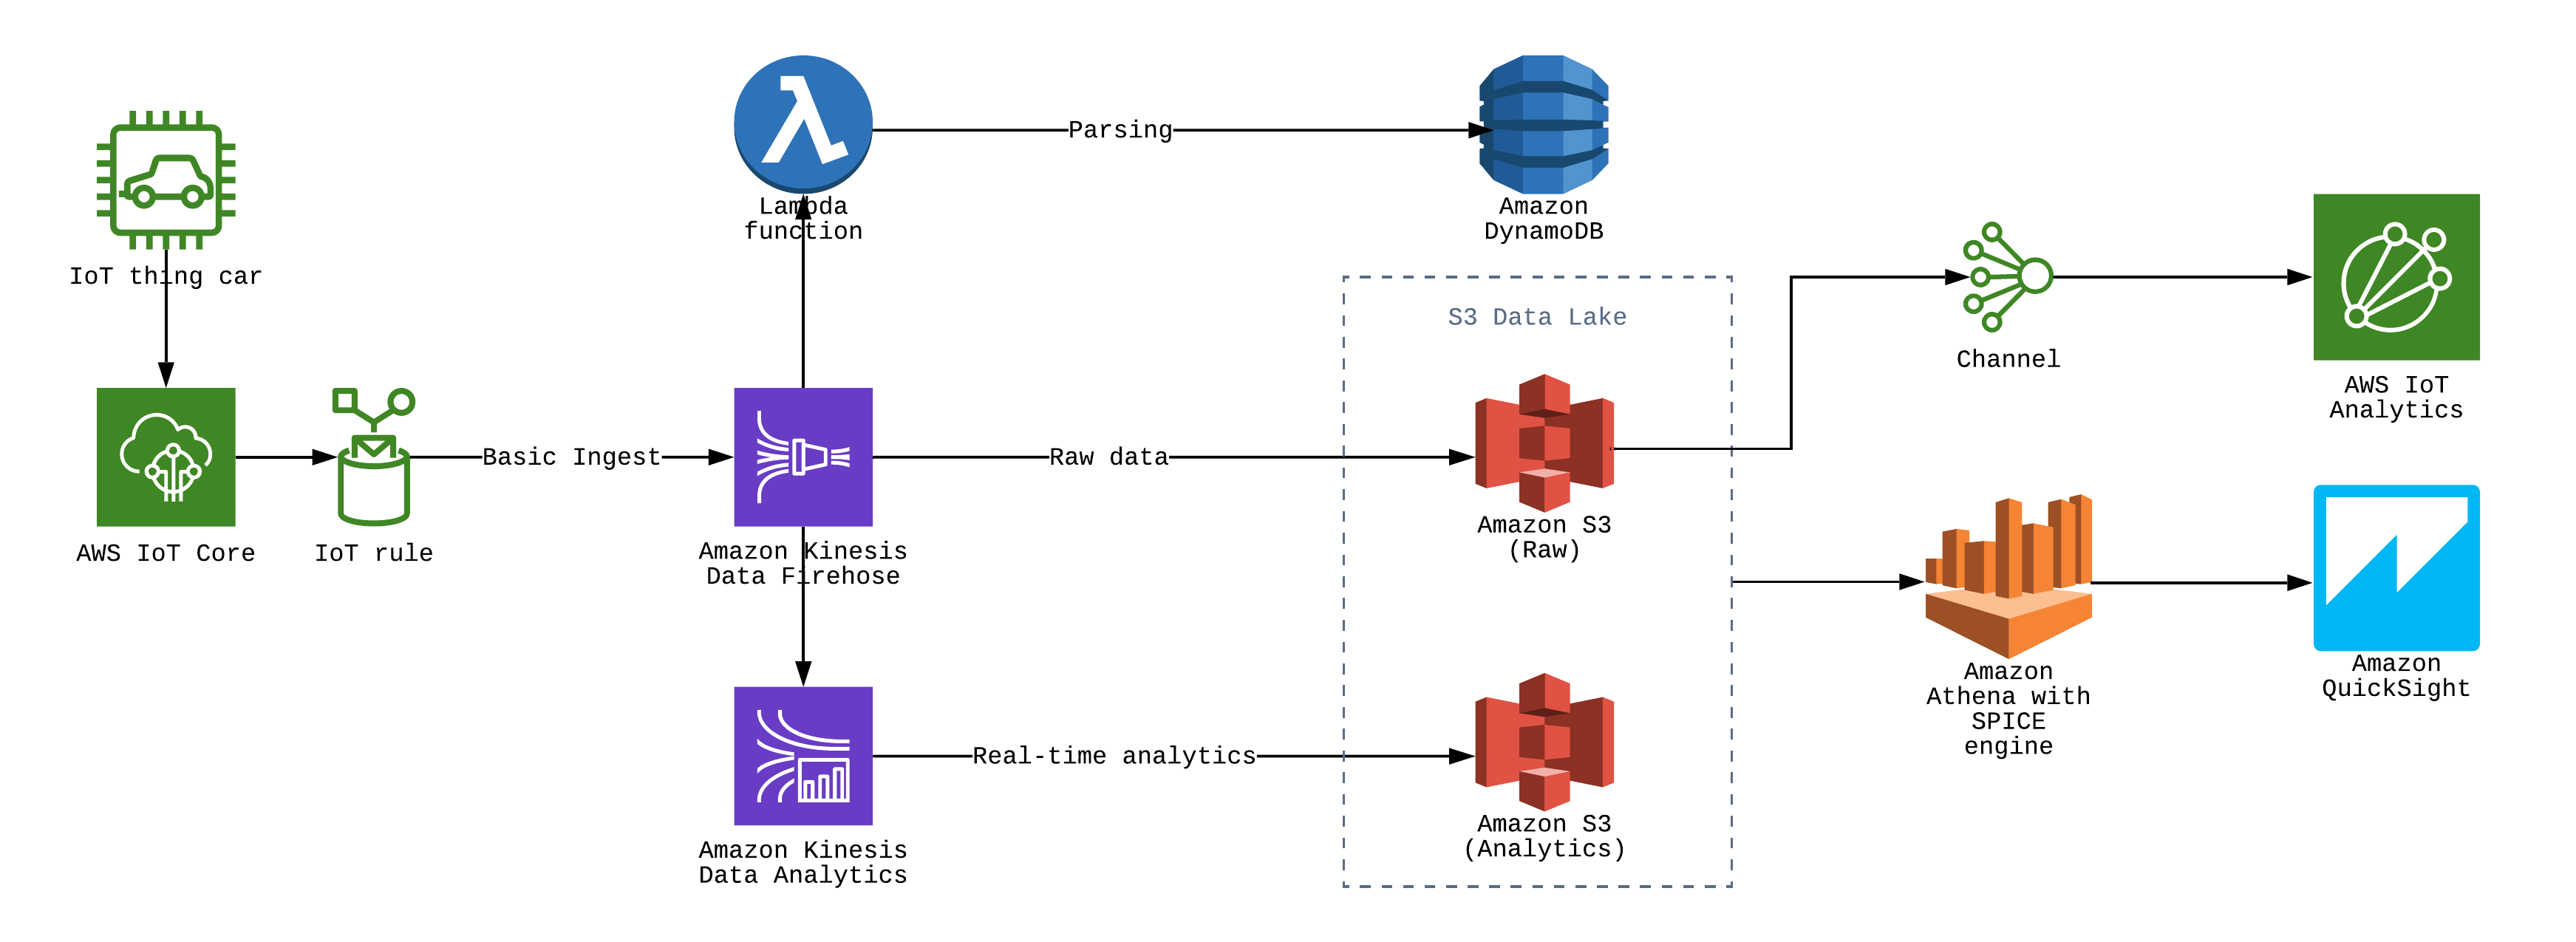 IoT thing car
AWS IoT Core
IoT rule
Basic Ingest
Lambda
function
Parsing
Amazon
DynamoDB
Amazon Kinesis
Data Firehose
Raw data
Amazon Kinesis
Data Analytics
Real-time analytics
S3 Data Lake
Amazon S3
(Raw)
Amazon S3
(Analytics)
Channel
AWS IoT
Analytics
Amazon
Athena with
SPICE
engine
Amazon
QuickSight